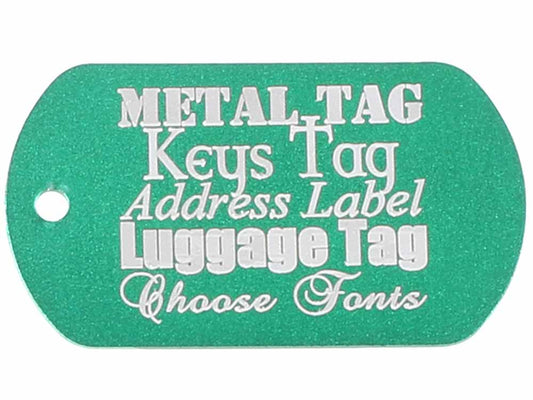 METAL TAG
Keys Tag
Address Label
Luggage Tag
Choose Fonts